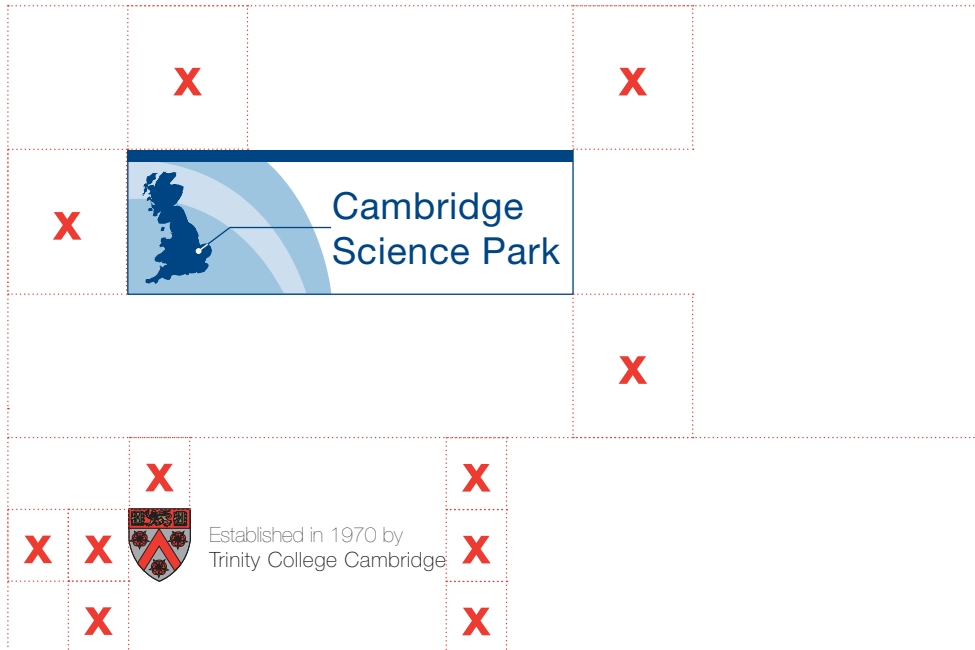 x x
x
Cambridge
Science Park
x
x x
x x x
Established in 1970 by
Trinity College Cambridge
x x